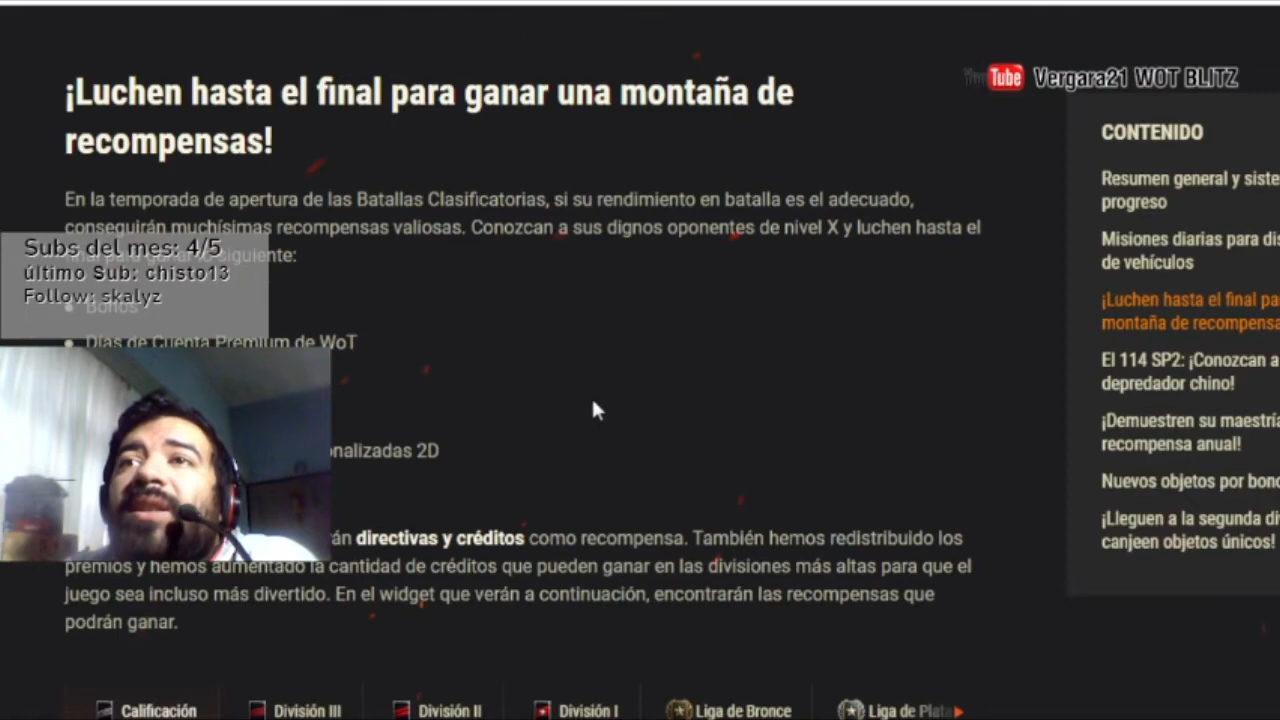 ¡Luchen hasta el final para ganar una montaña de
recompensas!
Tube Vergara21 WOT BLITZ
En la temporada de apertura de las Batallas Clasificatorias, si su rendimiento en batalla es el adecuado,
conseguirán muchísimas recompensas valiosas. Conozcan a sus dignos oponentes de nivel X y luchen hasta el
final para ganar lo siguiente:
Subs del mes: 4/5
último Sub: chisto13
Follow: skalyz
Bonos
Días de Cuenta Premium de WoT
onalizadas 2D
rán directivas y créditos como recompensa. También hemos redistribuido los
premios y hemos aumentado la cantidad de créditos que pueden ganar en las divisiones más altas para que el
juego sea incluso más divertido. En el widget que verán a continuación, encontrarán las recompensas que
podrán ganar.
Calificación División III División II División I Liga de Bronce Liga de Plata
CONTENIDO
Resumen general y siste
progreso
Misiones diarias para dis
de vehículos
¡Luchen hasta el final pa
montaña de recompensa
El 114 SP2: ¡Conozcan a
depredador chino!
¡Demuestren su maestría
recompensa anual!
Nuevos objetos por bono
¡Lleguen a la segunda di
canjeen objetos únicos!